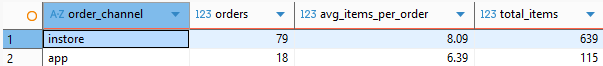 A-Z order_channel 123 orders 123 avg_items_per_order 123 total_items
1 instore 79 8.09 639
2 app 18 6.39 115